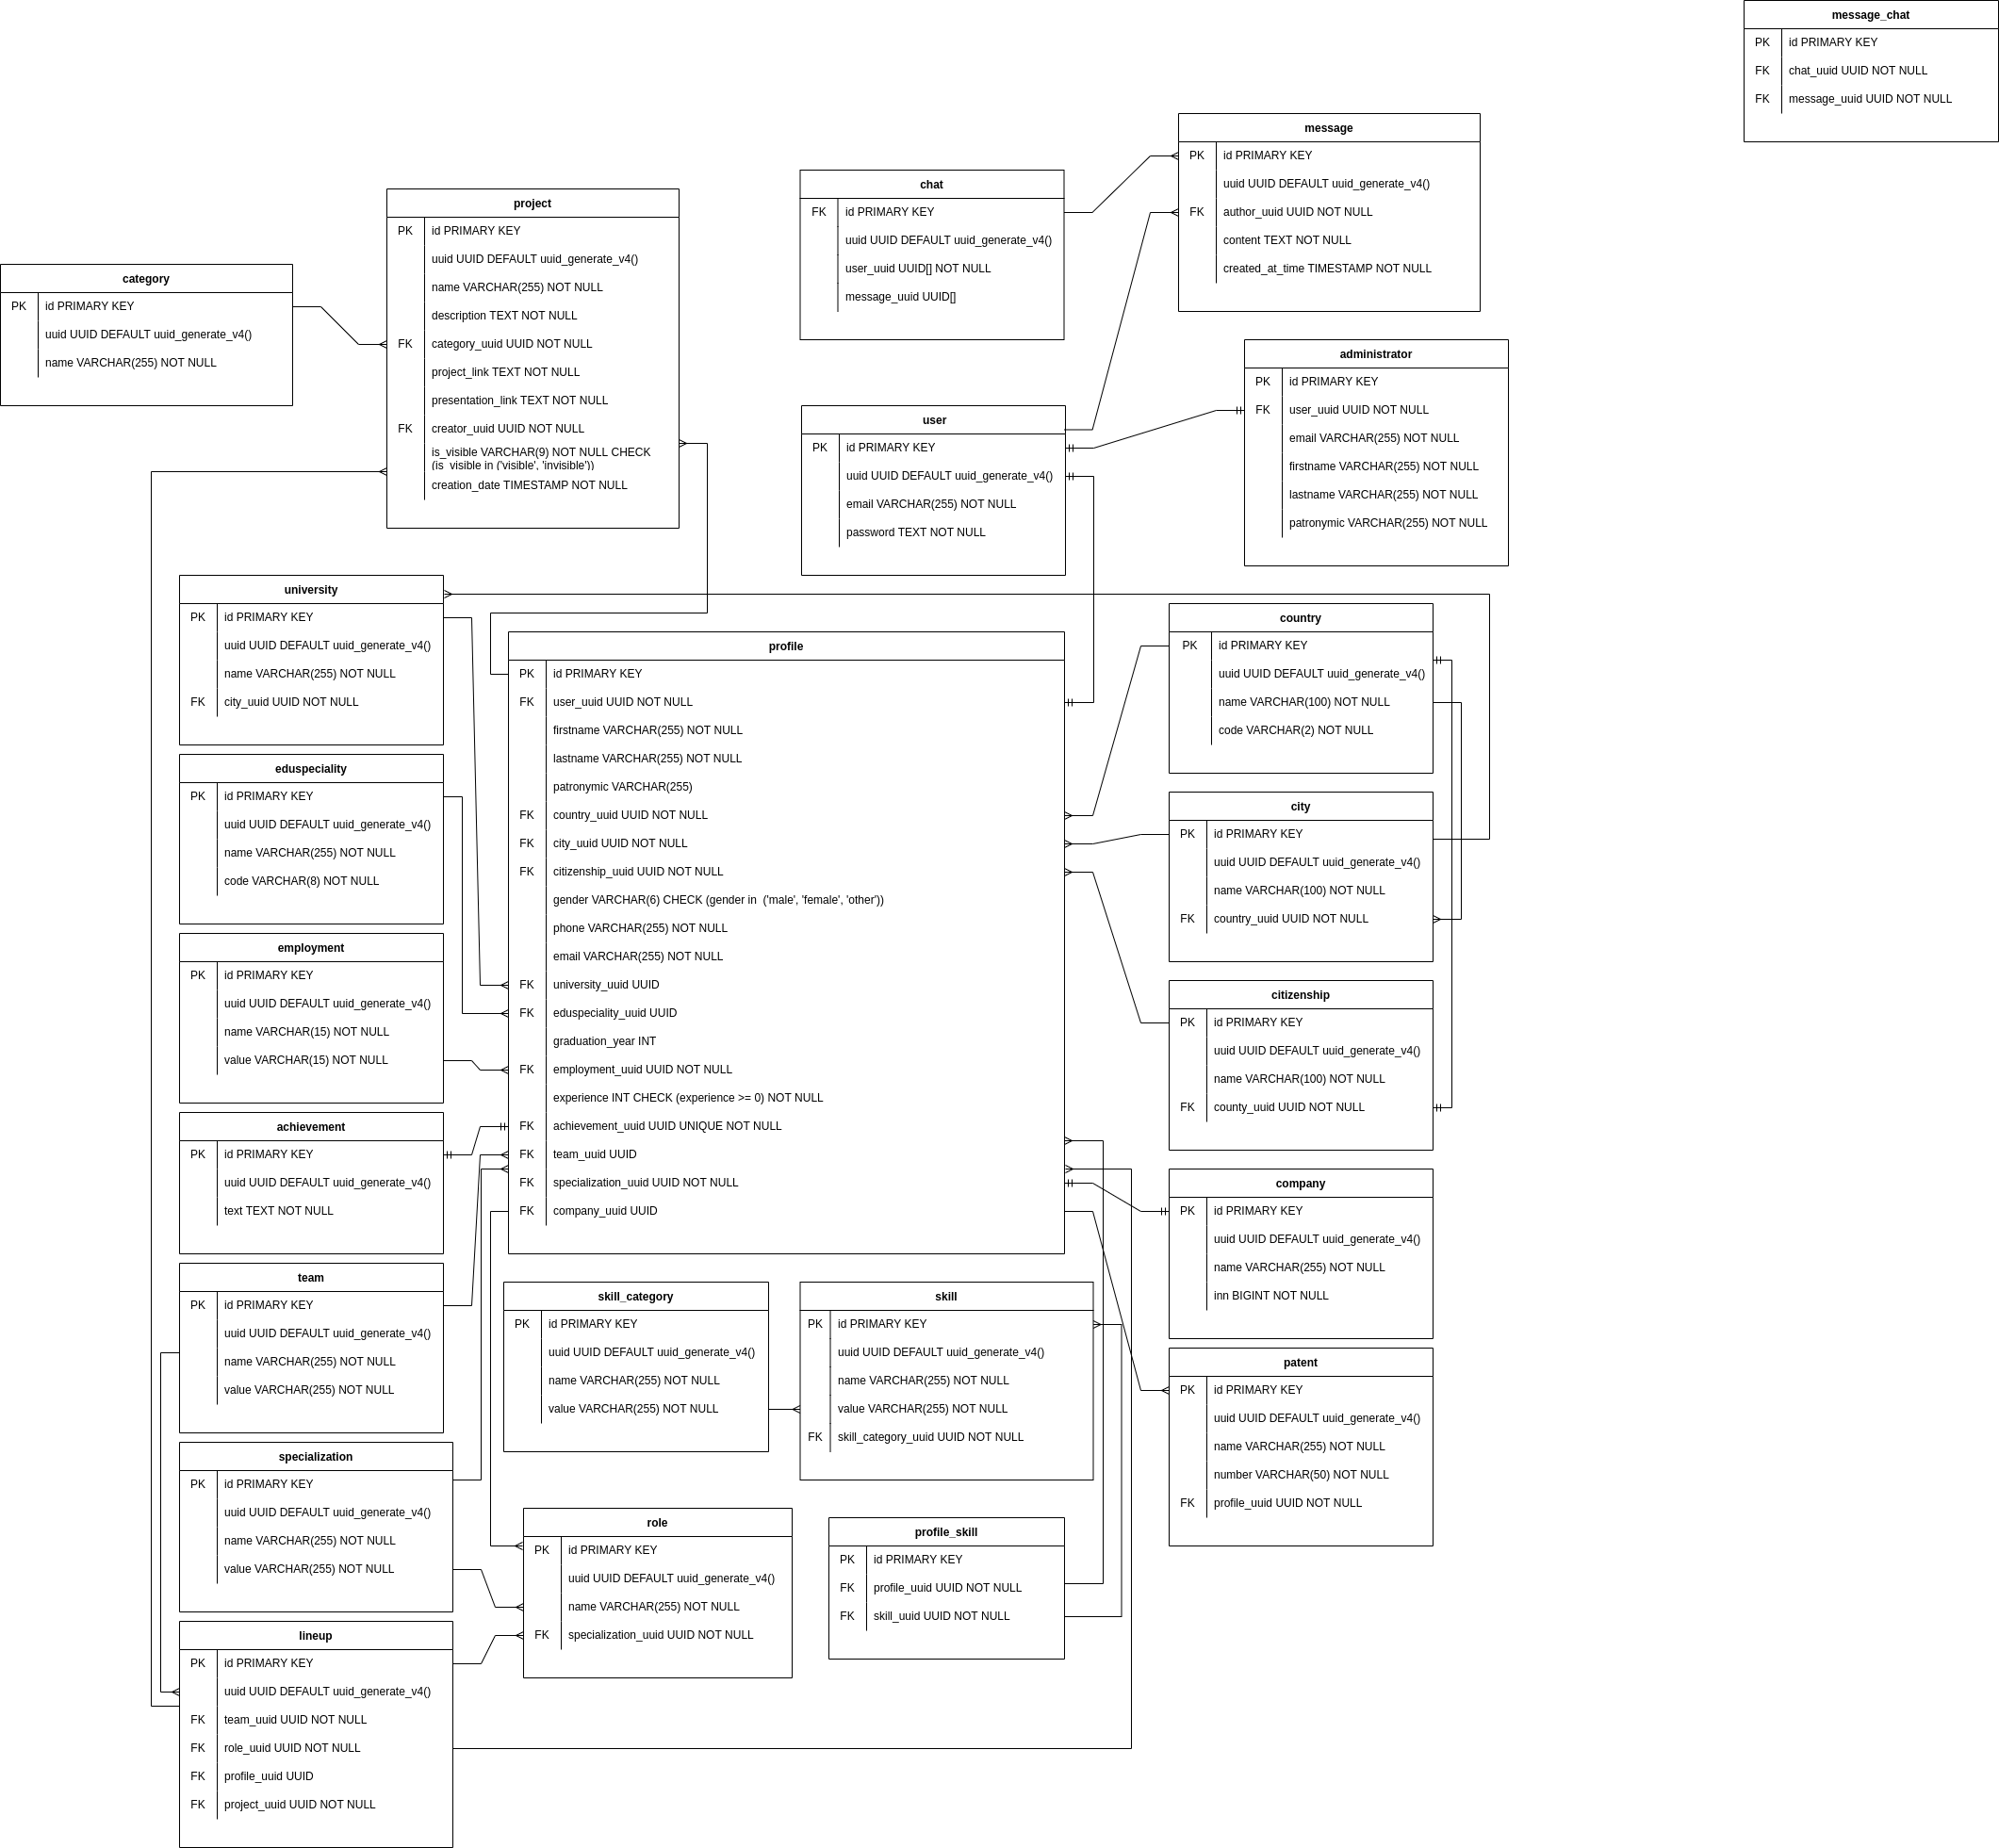 message_chat
PK id PRIMARY KEY
FK chat_uuid UUID NOT NULL
FK message_uuid UUID NOT NULL
message
PK id PRIMARY KEY
uuid UUID DEFAULT uuid_generate_v4()
FK author_uuid UUID NOT NULL
content TEXT NOT NULL
created_at_time TIMESTAMP NOT NULL
chat
FK id PRIMARY KEY
uuid UUID DEFAULT uuid_generate_v4()
user_uuid UUID[] NOT NULL
message_uuid UUID[]
project
PK id PRIMARY KEY
uuid UUID DEFAULT uuid_generate_v4()
name VARCHAR(255) NOT NULL
description TEXT NOT NULL
FK category_uuid UUID NOT NULL
project_link TEXT NOT NULL
presentation_link TEXT NOT NULL
FK creator_uuid UUID NOT NULL
is_visible VARCHAR(9) NOT NULL CHECK
(is_visible in ('visible', 'invisible'))
creation_date TIMESTAMP NOT NULL
category
PK id PRIMARY KEY
uuid UUID DEFAULT uuid_generate_v4()
name VARCHAR(255) NOT NULL
administrator
PK id PRIMARY KEY
FK user_uuid UUID NOT NULL
email VARCHAR(255) NOT NULL
firstname VARCHAR(255) NOT NULL
lastname VARCHAR(255) NOT NULL
patronymic VARCHAR(255) NOT NULL
user
PK id PRIMARY KEY
uuid UUID DEFAULT uuid_generate_v4()
email VARCHAR(255) NOT NULL
password TEXT NOT NULL
university
PK id PRIMARY KEY
uuid UUID DEFAULT uuid_generate_v4()
name VARCHAR(255) NOT NULL
FK city_uuid UUID NOT NULL
eduspeciality
PK id PRIMARY KEY
uuid UUID DEFAULT uuid_generate_v4()
name VARCHAR(255) NOT NULL
code VARCHAR(8) NOT NULL
employment
PK id PRIMARY KEY
uuid UUID DEFAULT uuid_generate_v4()
name VARCHAR(15) NOT NULL
value VARCHAR(15) NOT NULL
achievement
PK id PRIMARY KEY
uuid UUID DEFAULT uuid_generate_v4()
text TEXT NOT NULL
team
PK id PRIMARY KEY
uuid UUID DEFAULT uuid_generate_v4()
name VARCHAR(255) NOT NULL
value VARCHAR(255) NOT NULL
specialization
PK id PRIMARY KEY
uuid UUID DEFAULT uuid_generate_v4()
name VARCHAR(255) NOT NULL
value VARCHAR(255) NOT NULL
lineup
PK id PRIMARY KEY
uuid UUID DEFAULT uuid_generate_v4()
FK team_uuid UUID NOT NULL
FK role_uuid UUID NOT NULL
FK profile_uuid UUID
FK project_uuid UUID NOT NULL
profile
PK id PRIMARY KEY
FK user_uuid UUID NOT NULL
firstname VARCHAR(255) NOT NULL
lastname VARCHAR(255) NOT NULL
patronymic VARCHAR(255)
FK country_uuid UUID NOT NULL
FK city_uuid UUID NOT NULL
FK citizenship_uuid UUID NOT NULL
gender VARCHAR(6) CHECK (gender in ('male', 'female', 'other'))
phone VARCHAR(255) NOT NULL
email VARCHAR(255) NOT NULL
FK university_uuid UUID
FK eduspeciality_uuid UUID
graduation_year INT
FK employment_uuid UUID NOT NULL
experience INT CHECK (experience >= 0) NOT NULL
FK achievement_uuid UUID UNIQUE NOT NULL
FK team_uuid UUID
FK specialization_uuid UUID NOT NULL
FK company_uuid UUID
skill_category
PK id PRIMARY KEY
uuid UUID DEFAULT uuid_generate_v4()
name VARCHAR(255) NOT NULL
value VARCHAR(255) NOT NULL
skill
PK id PRIMARY KEY
uuid UUID DEFAULT uuid_generate_v4()
name VARCHAR(255) NOT NULL
value VARCHAR(255) NOT NULL
FK skill_category_uuid UUID NOT NULL
role
PK id PRIMARY KEY
uuid UUID DEFAULT uuid_generate_v4()
name VARCHAR(255) NOT NULL
FK specialization_uuid UUID NOT NULL
profile_skill
PK id PRIMARY KEY
FK profile_uuid UUID NOT NULL
FK skill_uuid UUID NOT NULL
country
PK id PRIMARY KEY
uuid UUID DEFAULT uuid_generate_v4()
name VARCHAR(100) NOT NULL
code VARCHAR(2) NOT NULL
city
PK id PRIMARY KEY
uuid UUID DEFAULT uuid_generate_v4()
name VARCHAR(100) NOT NULL
FK country_uuid UUID NOT NULL
citizenship
PK id PRIMARY KEY
uuid UUID DEFAULT uuid_generate_v4()
name VARCHAR(100) NOT NULL
FK county_uuid UUID NOT NULL
company
PK id PRIMARY KEY
uuid UUID DEFAULT uuid_generate_v4()
name VARCHAR(255) NOT NULL
inn BIGINT NOT NULL
patent
PK id PRIMARY KEY
uuid UUID DEFAULT uuid_generate_v4()
name VARCHAR(255) NOT NULL
number VARCHAR(50) NOT NULL
FK profile_uuid UUID NOT NULL